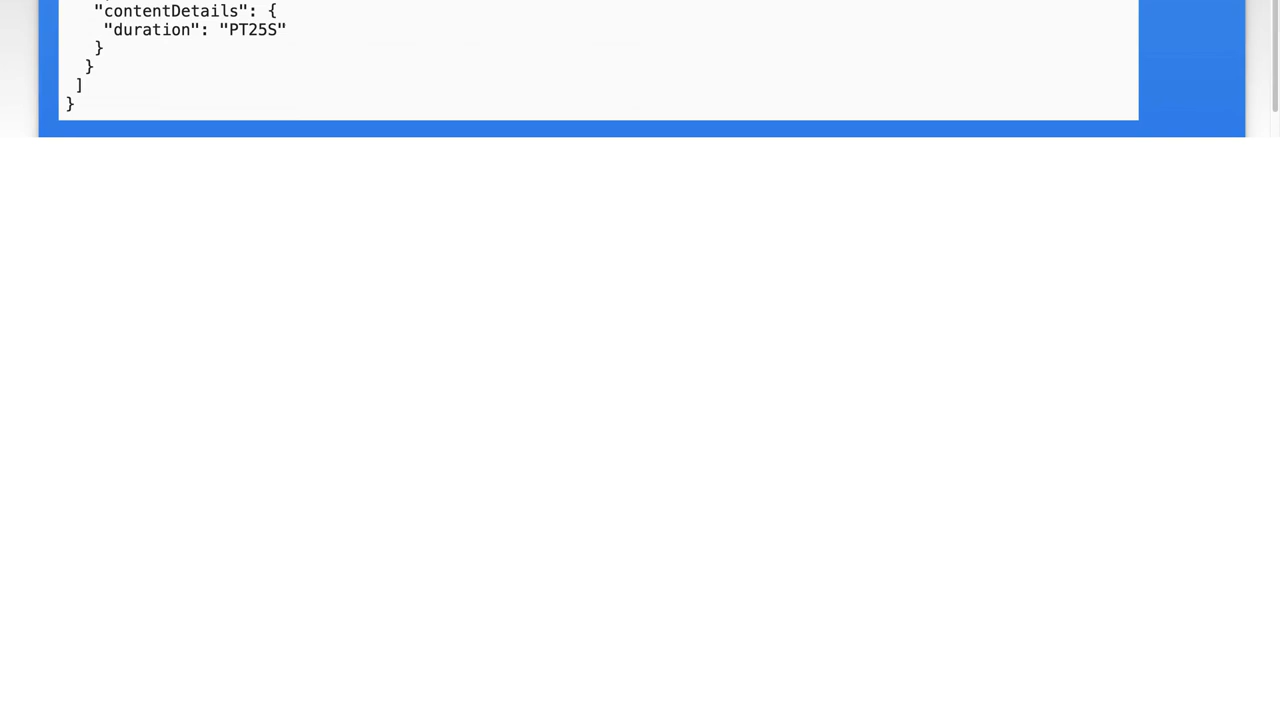 "contentDetails": {
"duration": "PT25S"
}
}
]
}